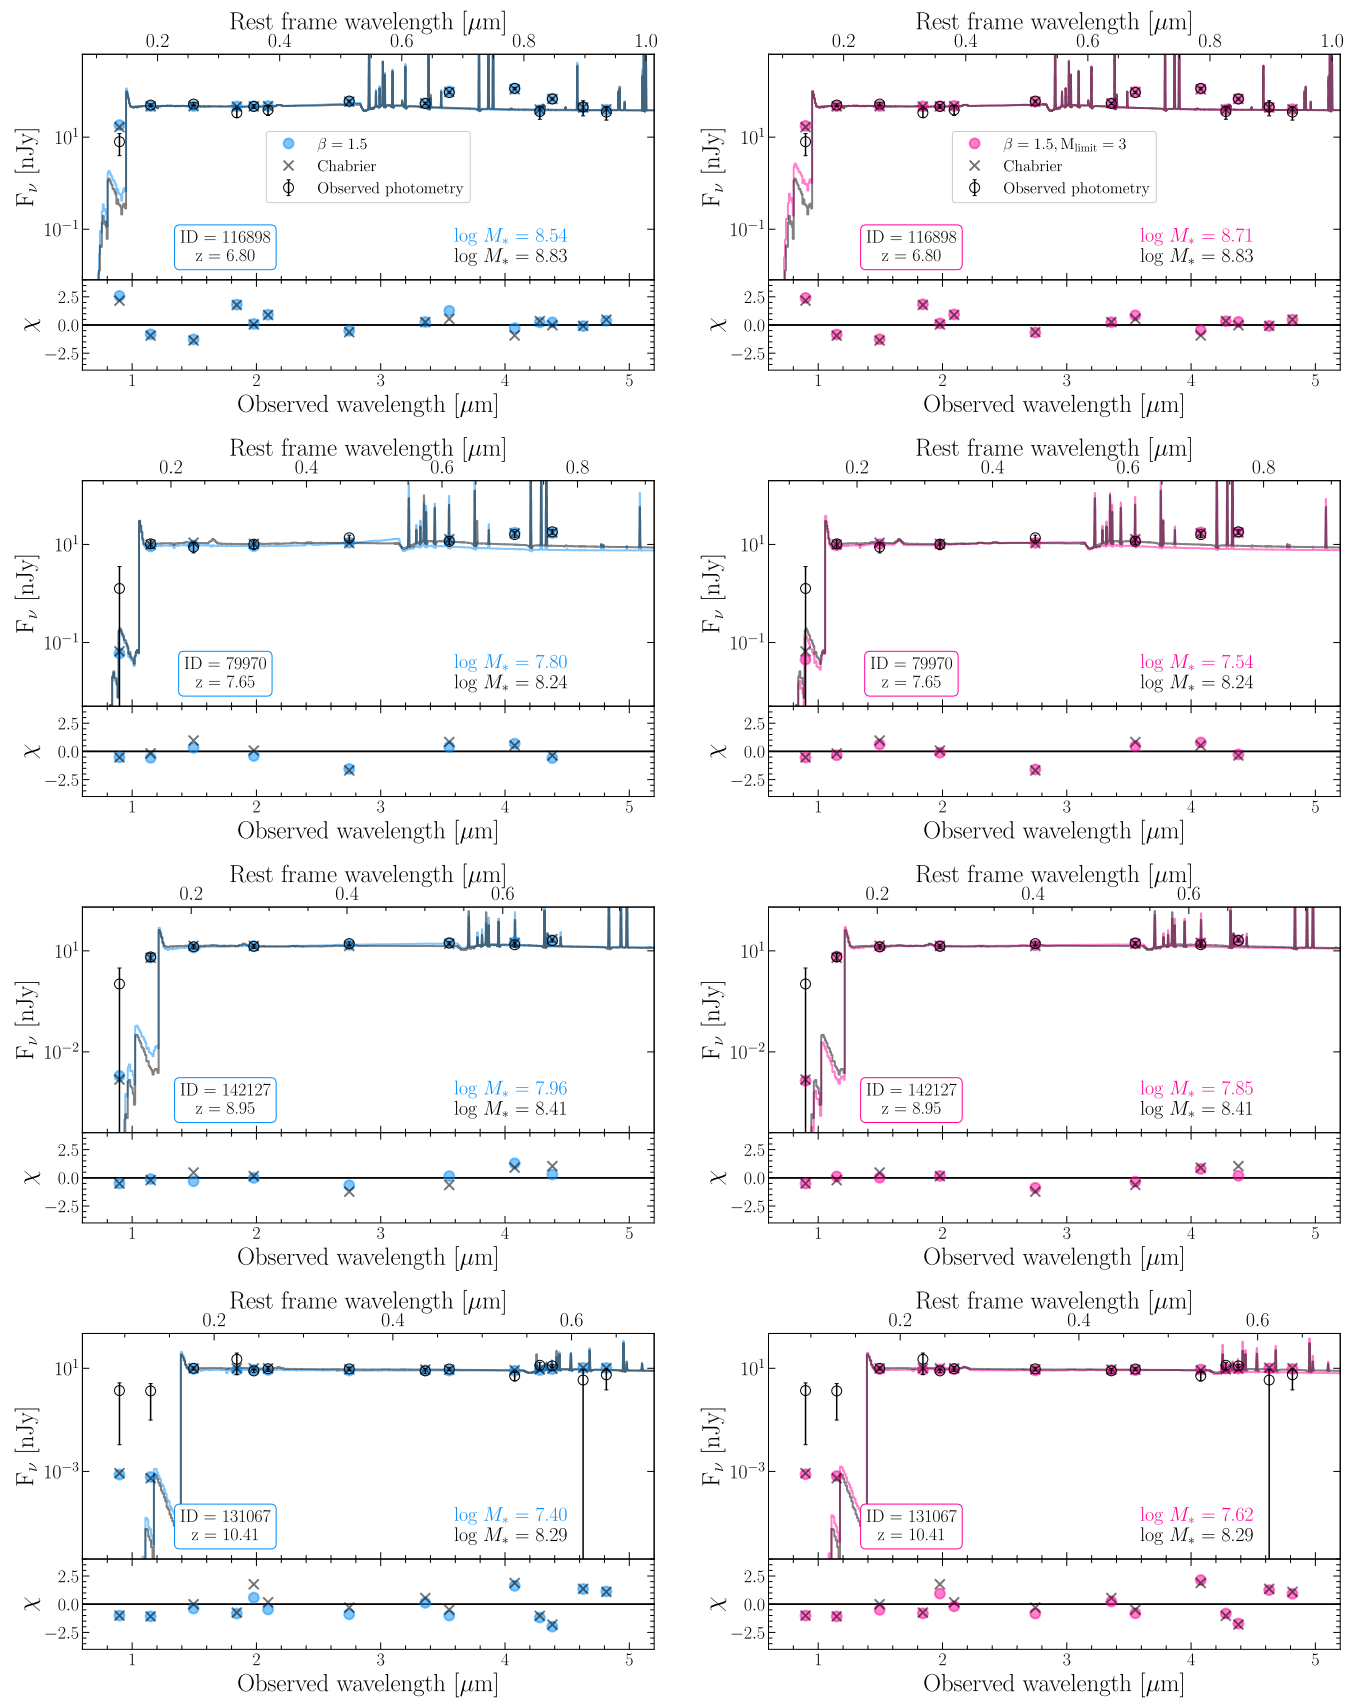 Rest frame wavelength [μm]
0.2 0.4 0.6 0.8 1.0
F_ν [nJy]
10¹
10⁻¹
β = 1.5
Chabrier
Observed photometry
ID = 116898
z = 6.80
log M_* = 8.54
log M_* = 8.83
χ
2.5
0.0
−2.5
1 2 3 4 5
Observed wavelength [μm]
Rest frame wavelength [μm]
0.2 0.4 0.6 0.8 1.0
F_ν [nJy]
10¹
10⁻¹
β = 1.5, M_limit = 3
Chabrier
Observed photometry
ID = 116898
z = 6.80
log M_* = 8.71
log M_* = 8.83
χ
2.5
0.0
−2.5
1 2 3 4 5
Observed wavelength [μm]
Rest frame wavelength [μm]
0.2 0.4 0.6 0.8
F_ν [nJy]
10¹
10⁻¹
ID = 79970
z = 7.65
log M_* = 7.80
log M_* = 8.24
χ
2.5
0.0
−2.5
1 2 3 4 5
Observed wavelength [μm]
Rest frame wavelength [μm]
0.2 0.4 0.6 0.8
F_ν [nJy]
10¹
10⁻¹
ID = 79970
z = 7.65
log M_* = 7.54
log M_* = 8.24
χ
2.5
0.0
−2.5
1 2 3 4 5
Observed wavelength [μm]
Rest frame wavelength [μm]
0.2 0.4 0.6
F_ν [nJy]
10¹
10⁻²
ID = 142127
z = 8.95
log M_* = 7.96
log M_* = 8.41
χ
2.5
0.0
−2.5
1 2 3 4 5
Observed wavelength [μm]
Rest frame wavelength [μm]
0.2 0.4 0.6
F_ν [nJy]
10¹
10⁻²
ID = 142127
z = 8.95
log M_* = 7.85
log M_* = 8.41
χ
2.5
0.0
−2.5
1 2 3 4 5
Observed wavelength [μm]
Rest frame wavelength [μm]
0.2 0.4 0.6
F_ν [nJy]
10¹
10⁻³
ID = 131067
z = 10.41
log M_* = 7.40
log M_* = 8.29
χ
2.5
0.0
−2.5
1 2 3 4 5
Observed wavelength [μm]
Rest frame wavelength [μm]
0.2 0.4 0.6
F_ν [nJy]
10¹
10⁻³
ID = 131067
z = 10.41
log M_* = 7.62
log M_* = 8.29
χ
2.5
0.0
−2.5
1 2 3 4 5
Observed wavelength [μm]